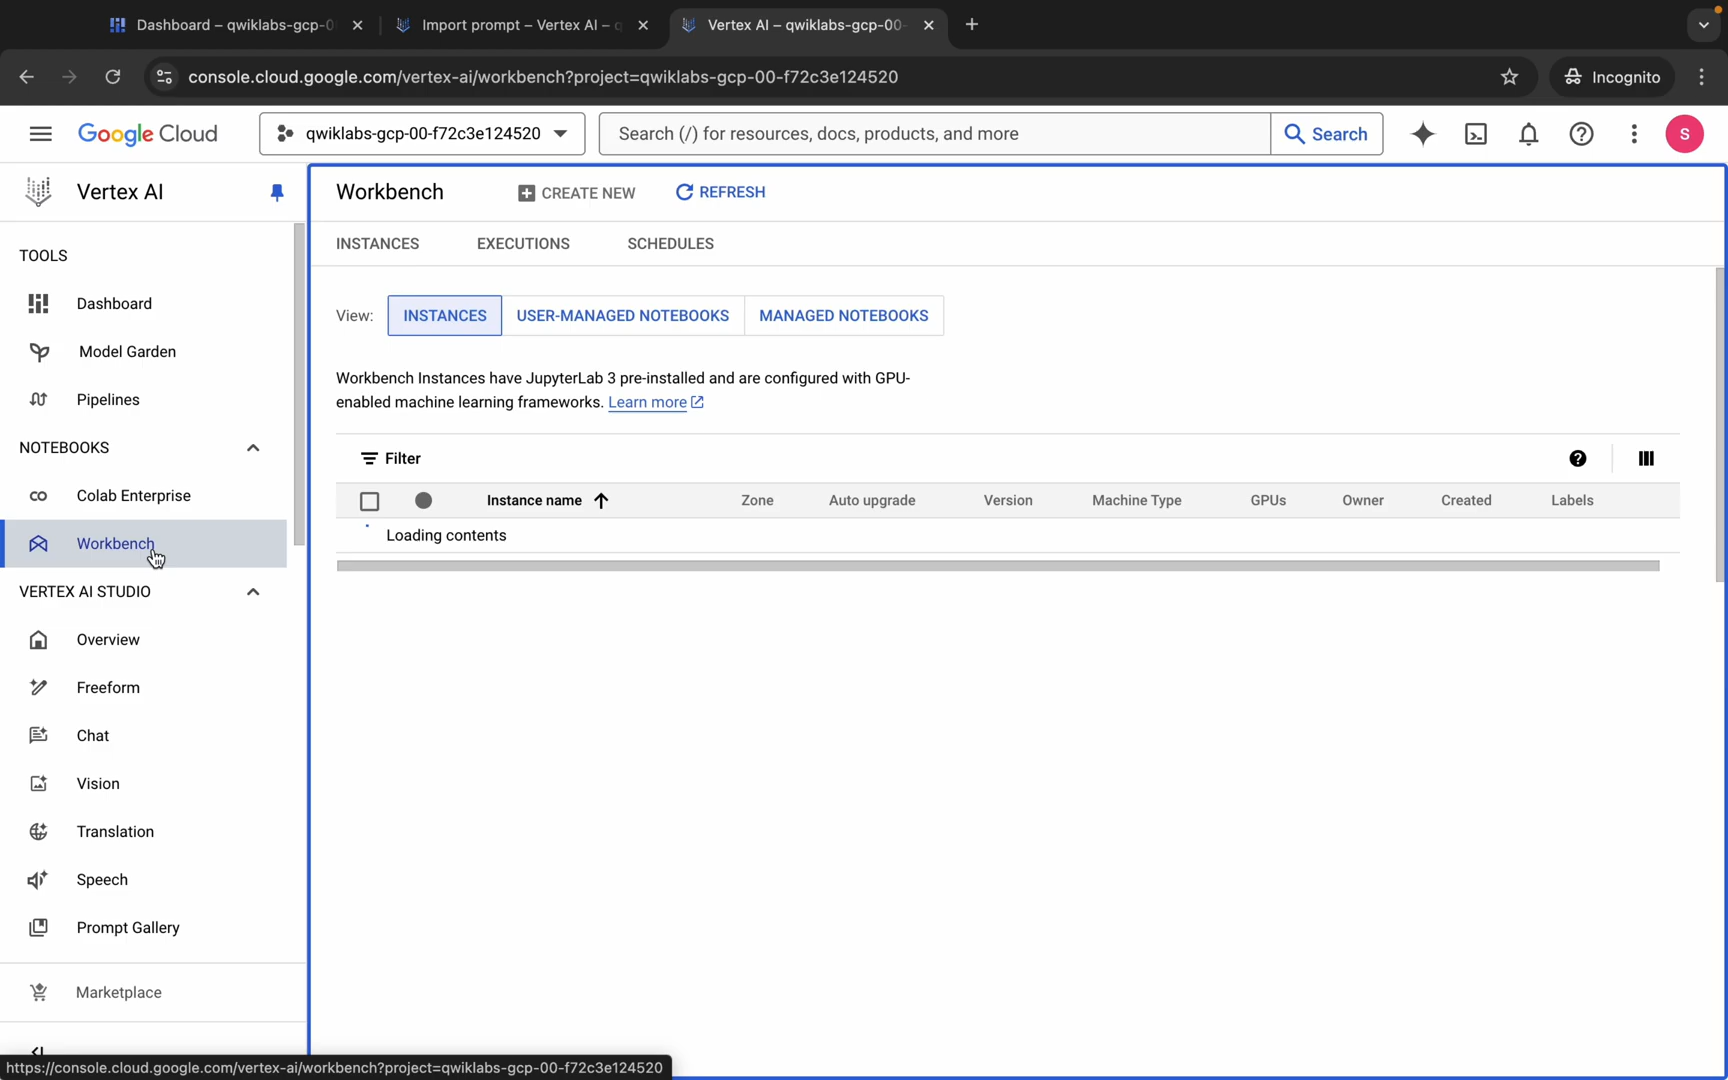 Dashboard – qwiklabs-gcp-0
Import prompt – Vertex AI – q
Vertex AI – qwiklabs-gcp-00-
console.cloud.google.com/vertex-ai/workbench?project=qwiklabs-gcp-00-f72c3e124520
Incognito
Google Cloud
qwiklabs-gcp-00-f72c3e124520
Search (/) for resources, docs, products, and more
Search
S
Vertex AI
Workbench
CREATE NEW
REFRESH
TOOLS
Dashboard
Model Garden
Pipelines
NOTEBOOKS
Colab Enterprise
Workbench
VERTEX AI STUDIO
Overview
Freeform
Chat
Vision
Translation
Speech
Prompt Gallery
Marketplace
INSTANCES
EXECUTIONS
SCHEDULES
View:
INSTANCES
USER-MANAGED NOTEBOOKS
MANAGED NOTEBOOKS
Workbench Instances have JupyterLab 3 pre-installed and are configured with GPU-
enabled machine learning frameworks. Learn more
Filter
Instance name
Zone
Auto upgrade
Version
Machine Type
GPUs
Owner
Created
Labels
Loading contents
https://console.cloud.google.com/vertex-ai/workbench?project=qwiklabs-gcp-00-f72c3e124520